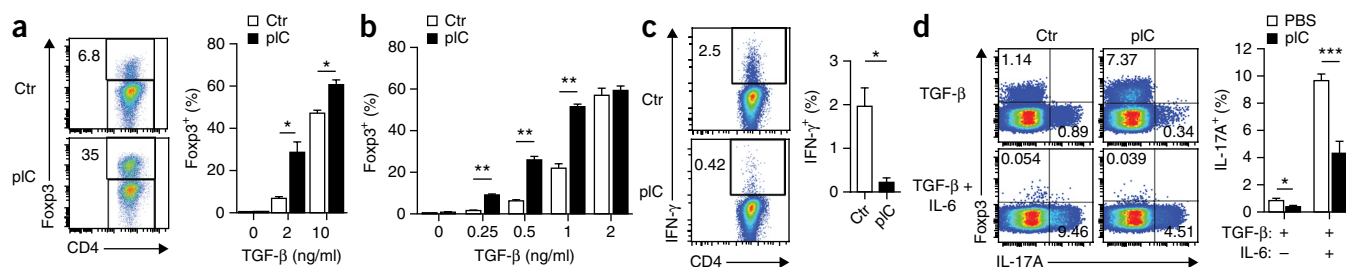 a
Ctr
pIC
6.8
35
Foxp3
CD4
Ctr
pIC
Foxp3+ (%)
80
60
40
20
0
* *
0 2 10
TGF-β (ng/ml)
b
Ctr
pIC
Foxp3+ (%)
80
60
40
20
0
** ** **
0 0.25 0.5 1 2
TGF-β (ng/ml)
c
Ctr
pIC
2.5
0.42
IFN-γ
CD4
IFN-γ+ (%)
3
2
1
0
*
Ctr pIC
d
Ctr pIC
TGF-β
1.14 7.37
0.89 0.34
TGF-β +
IL-6
0.054 0.039
9.46 4.51
Foxp3
IL-17A
PBS
pIC
IL-17A+ (%)
12
10
8
6
4
2
0
* ***
TGF-β: + +
IL-6: – +